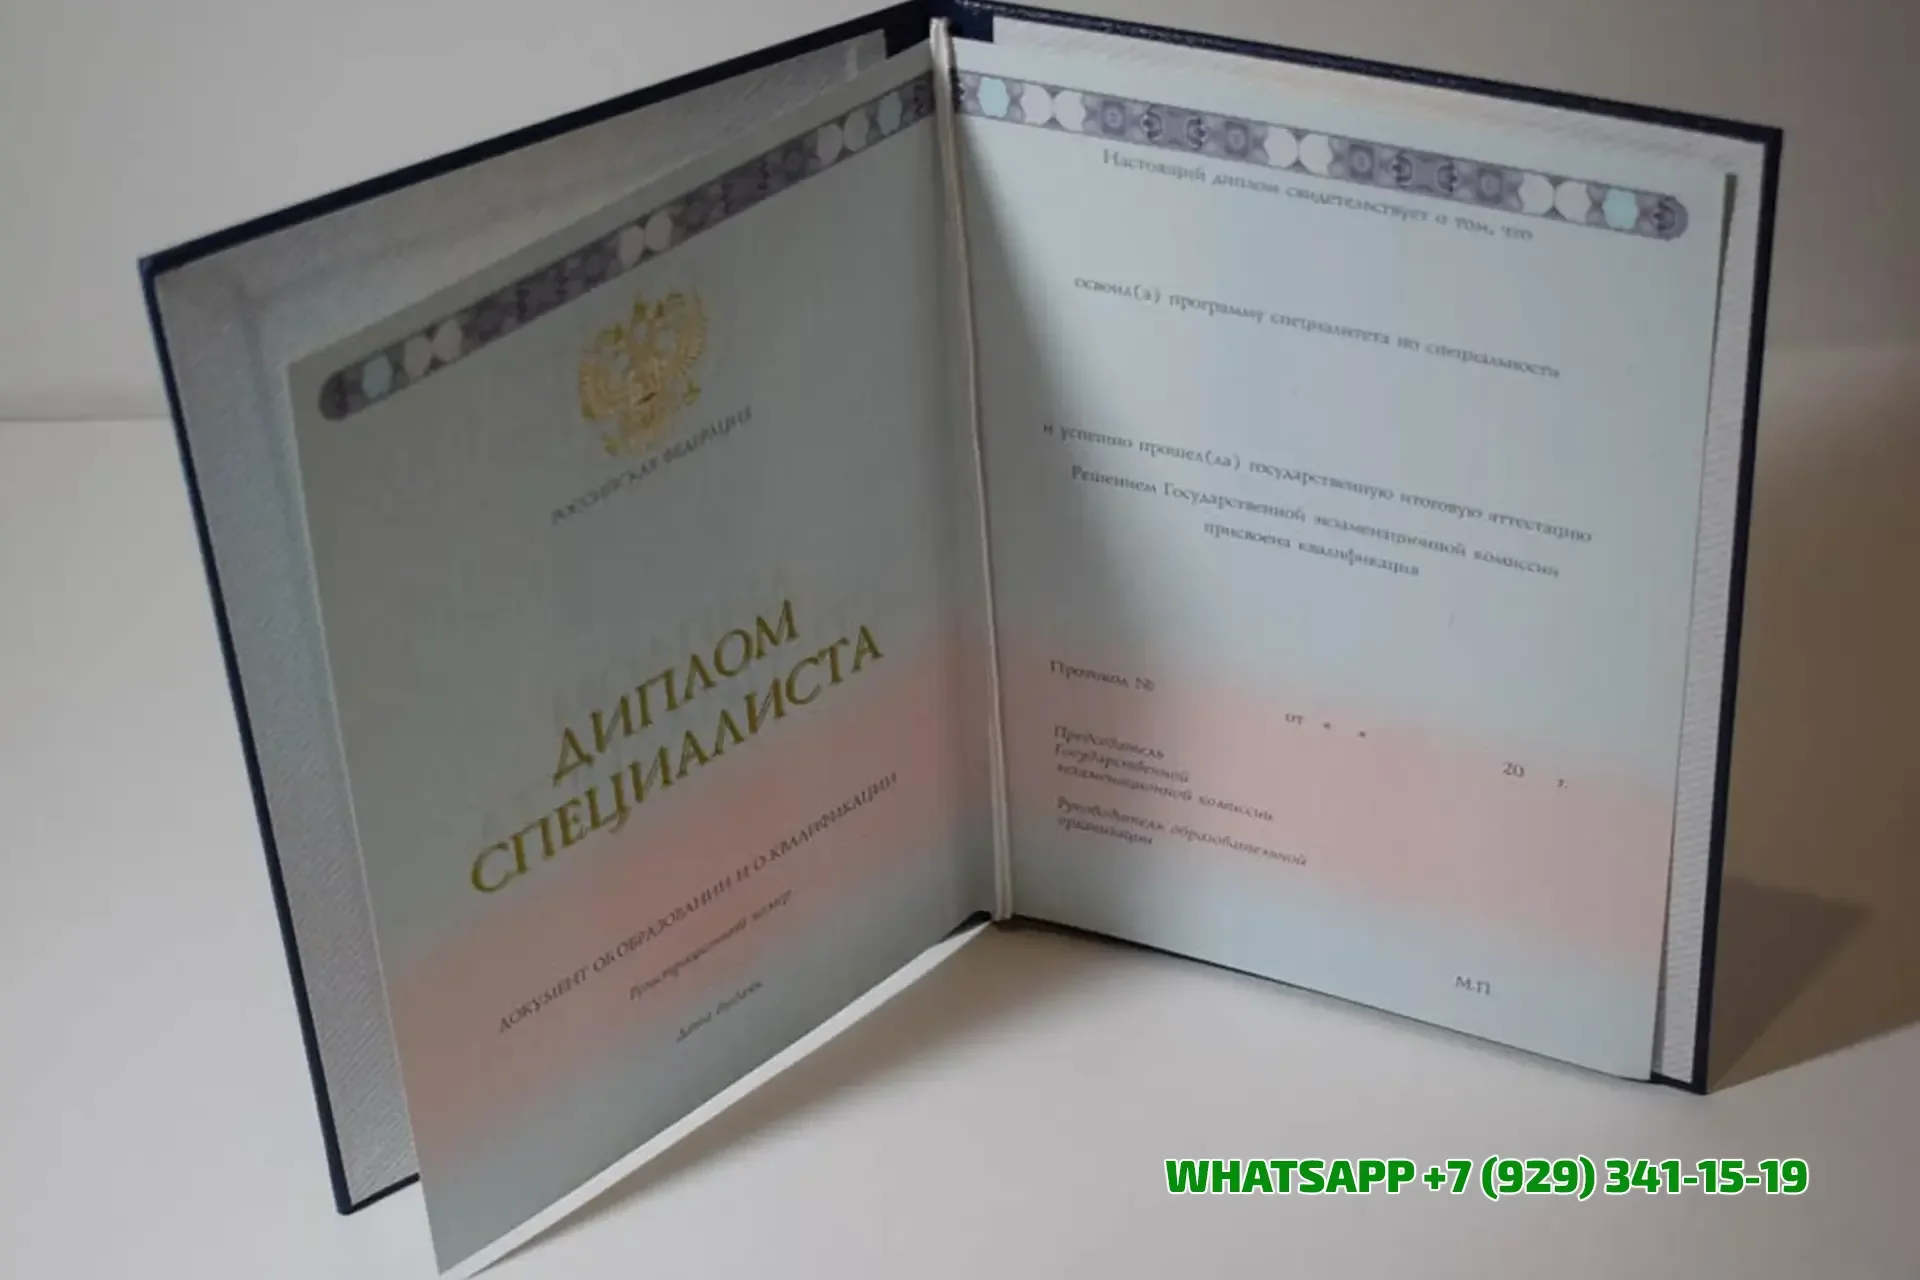 РОССИЙСКАЯ ФЕДЕРАЦИЯ
ДИПЛОМ
СПЕЦИАЛИСТА
ДОКУМЕНТ ОБ ОБРАЗОВАНИИ И О КВАЛИФИКАЦИИ
Регистрационный номер
Дата выдачи
Настоящий диплом свидетельствует о том, что
освоил(а) программу специалитета по специальности
и успешно прошел(ла) государственную итоговую аттестацию
Решением Государственной экзаменационной комиссии
присвоена квалификация
Протокол №
от « » 20 г.
Председатель
Государственной
экзаменационной комиссии
Руководитель образовательной
организации
М.П.
WHATSAPP +7 (929) 341-15-19